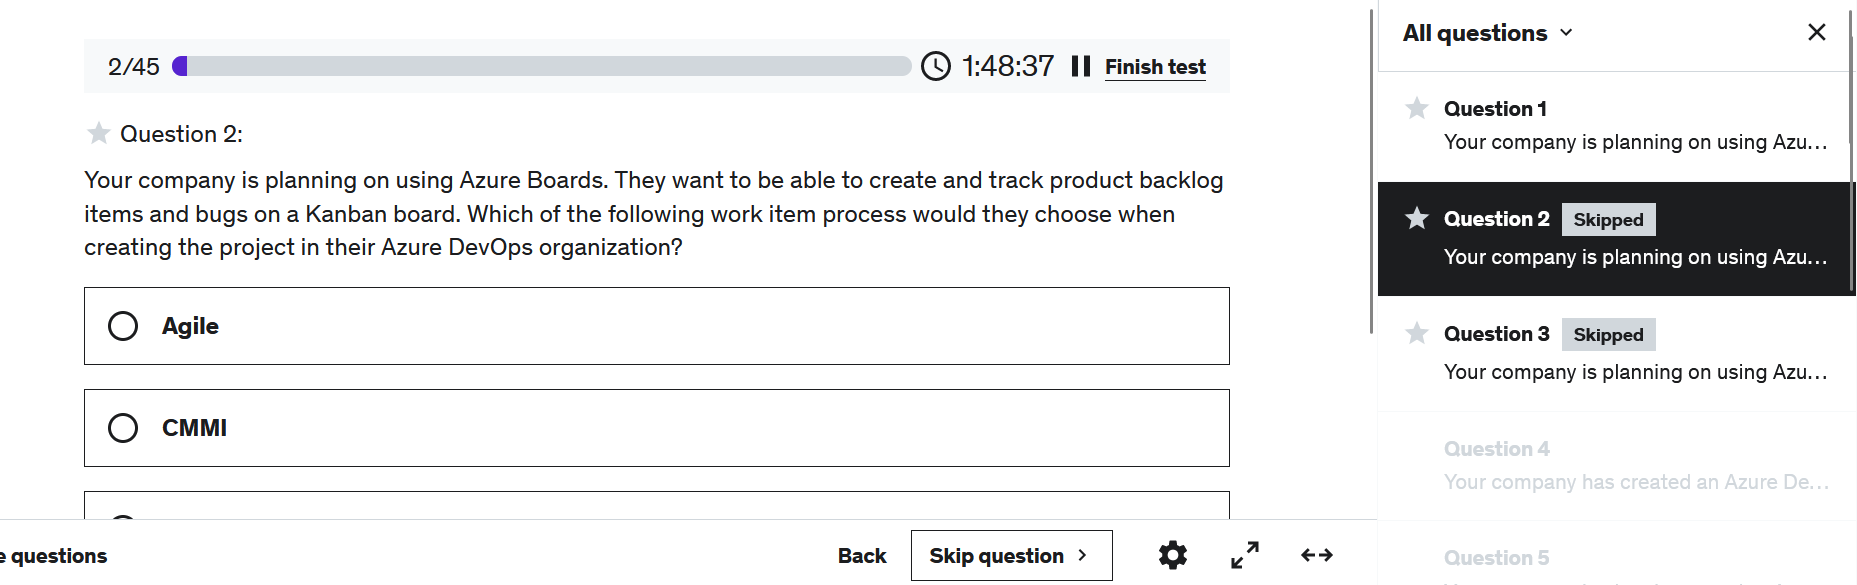 2/45
1:48:37
Finish test
Question 2:
Your company is planning on using Azure Boards. They want to be able to create and track product backlog
items and bugs on a Kanban board. Which of the following work item process would they choose when
creating the project in their Azure DevOps organization?
Agile
CMMI
e questions
Back
Skip question
All questions
Question 1
Your company is planning on using Azu...
Question 2 Skipped
Your company is planning on using Azu...
Question 3 Skipped
Your company is planning on using Azu...
Question 4
Your company has created an Azure De...
Question 5